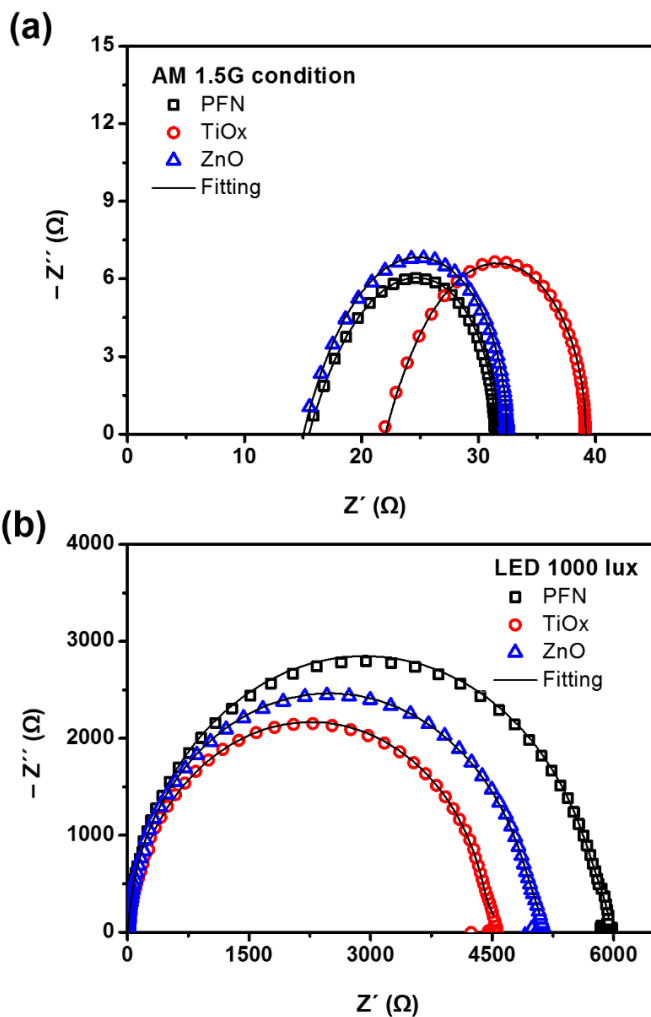 (a)
15
12
9
6
3
0
− Z´´ (Ω)
AM 1.5G condition
PFN
TiOx
ZnO
Fitting
0 10 20 30 40
Z´ (Ω)
(b)
4000
3000
2000
1000
0
− Z´´ (Ω)
LED 1000 lux
PFN
TiOx
ZnO
Fitting
0 1500 3000 4500 6000
Z´ (Ω)